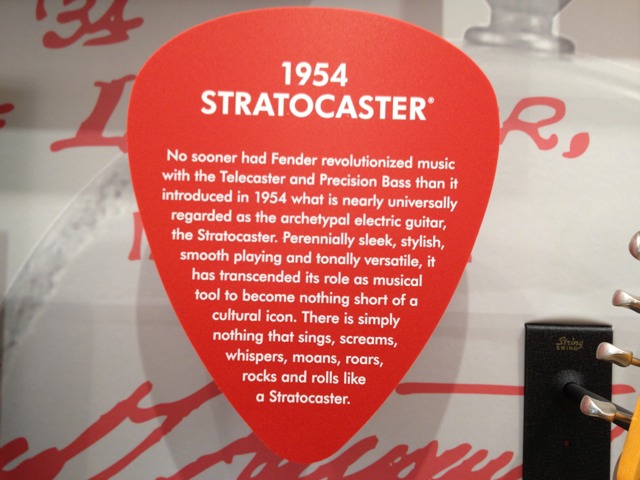 '34
1954
STRATOCASTER®
No sooner had Fender revolutionized music
with the Telecaster and Precision Bass than it
introduced in 1954 what is nearly universally
regarded as the archetypal electric guitar,
the Stratocaster. Perennially sleek, stylish,
smooth playing and tonally versatile, it
has transcended its role as musical
tool to become nothing short of a
cultural icon. There is simply
nothing that sings, screams,
whispers, moans, roars,
rocks and rolls like
a Stratocaster.
String
SWING